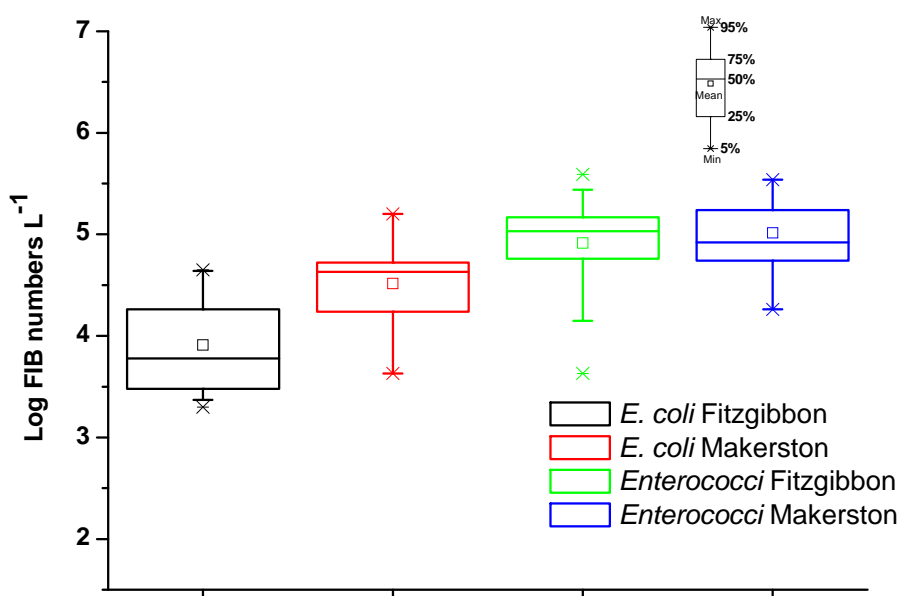 Log FIB numbers L-1
7
6
5
4
3
2
Max
95%
75%
50%
Mean
25%
5%
Min
E. coli Fitzgibbon
E. coli Makerston
Enterococci Fitzgibbon
Enterococci Makerston